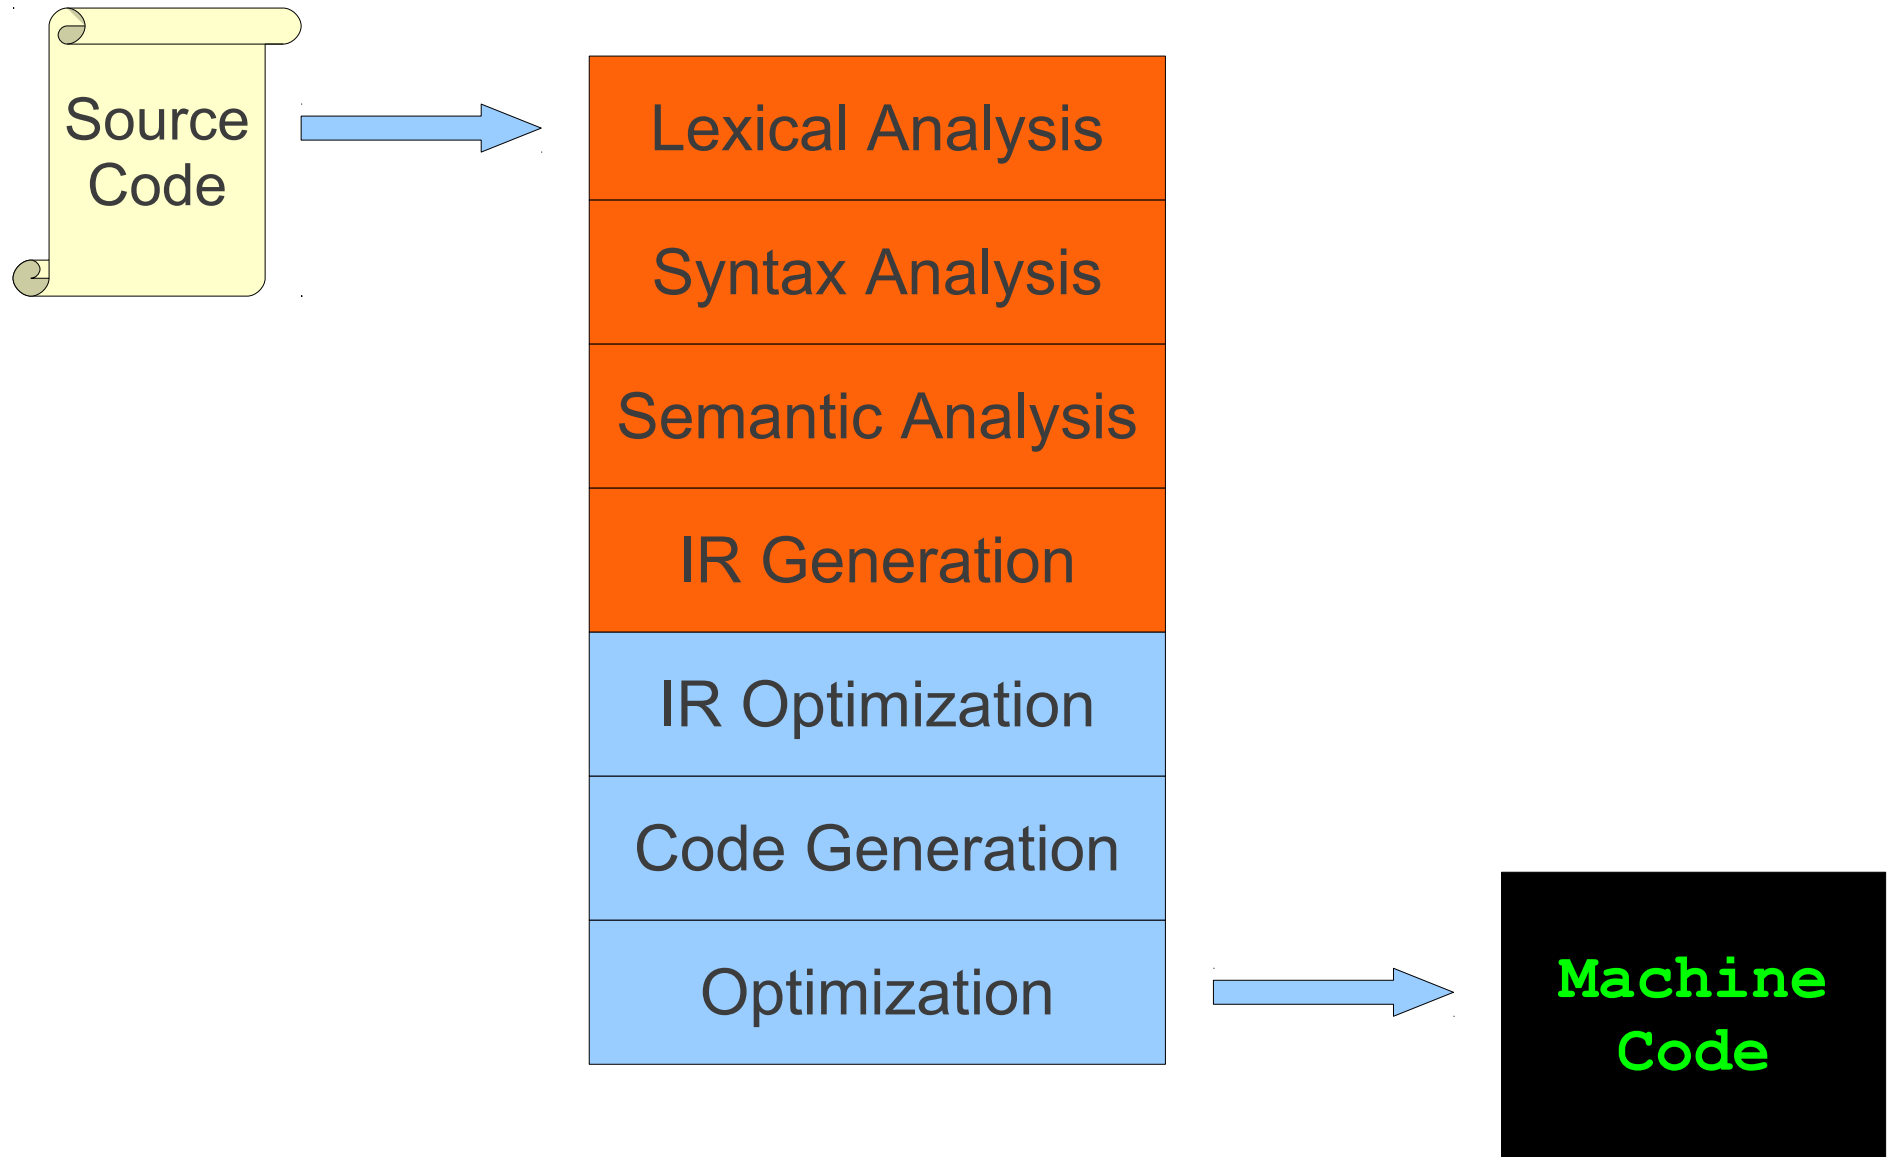 Source
Code
Lexical Analysis
Syntax Analysis
Semantic Analysis
IR Generation
IR Optimization
Code Generation
Optimization
Machine
Code